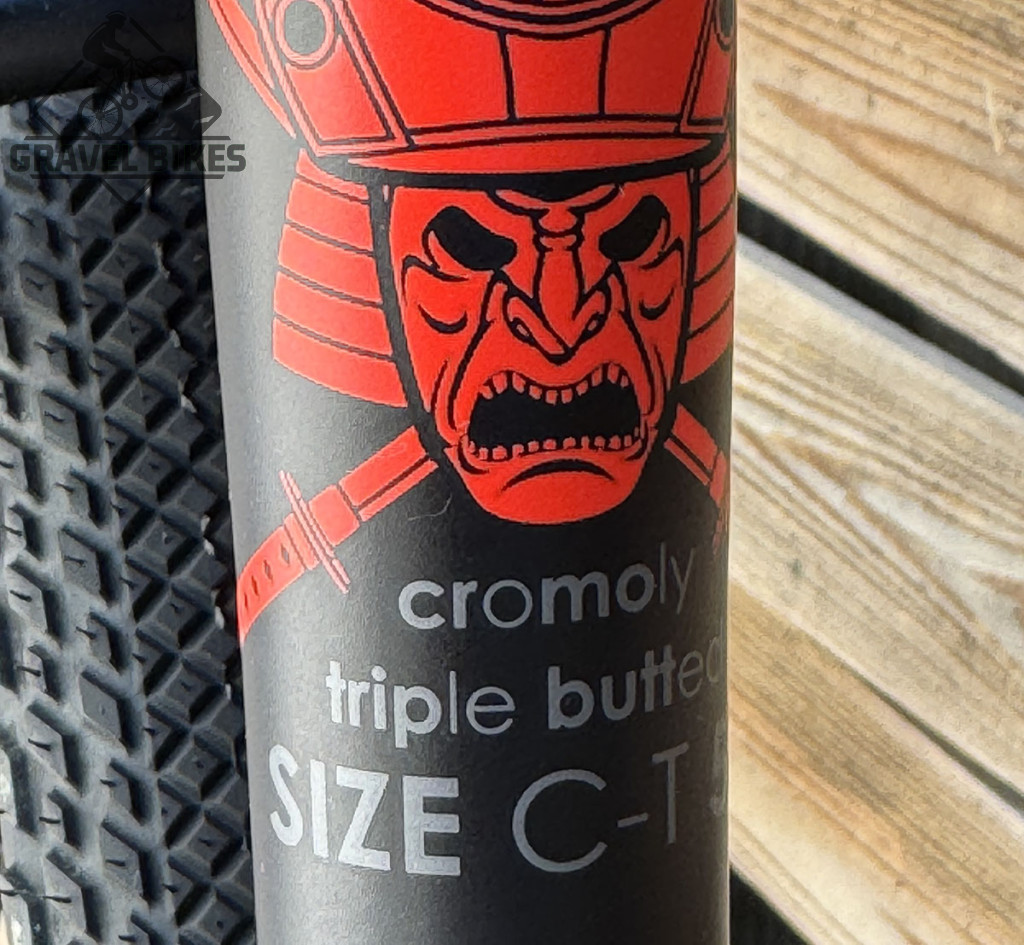 GRAVEL BIKES
cromoly
triple butted
SIZE C-T